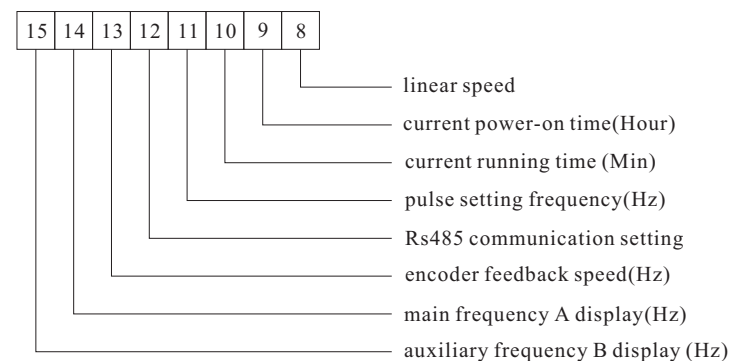 15 14 13 12 11 10 9 8
linear speed
current power-on time(Hour)
current running time (Min)
pulse setting frequency(Hz)
Rs485 communication setting
encoder feedback speed(Hz)
main frequency A display(Hz)
auxiliary frequency B display (Hz)